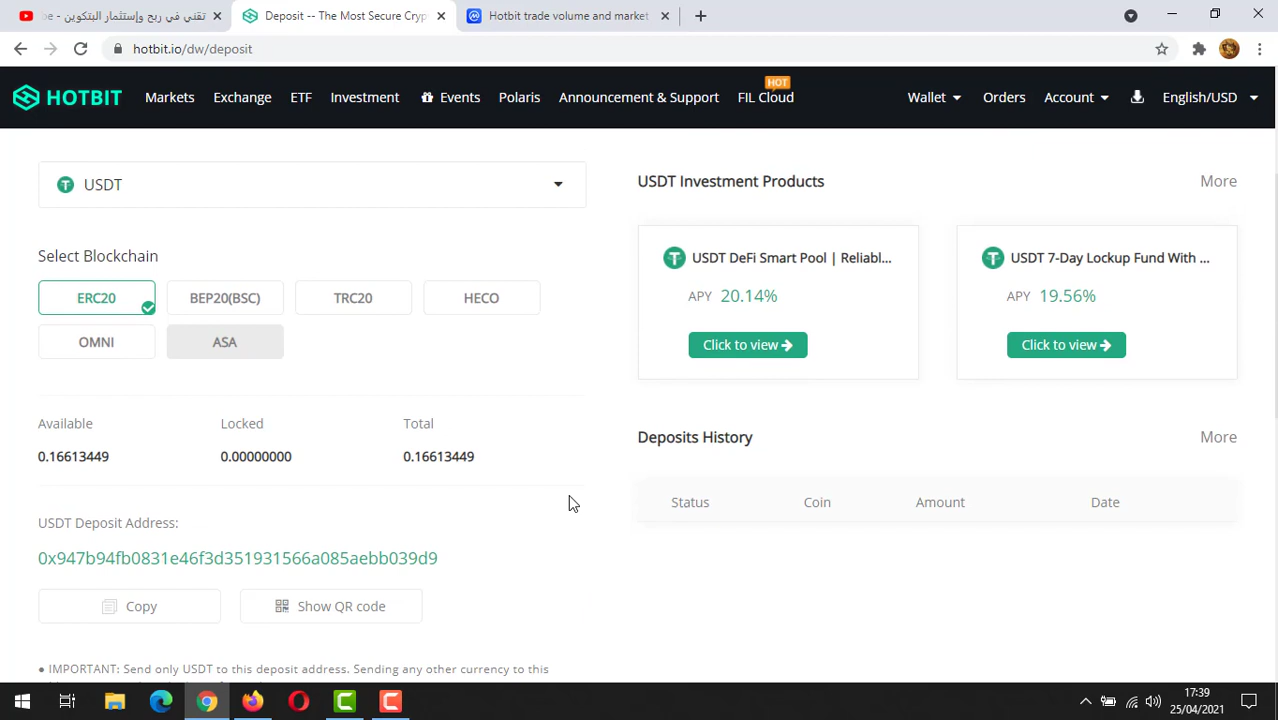 تقني في ربح وإستثمار البتكوين - be
Deposit -- The Most Secure Cryp
Hotbit trade volume and market
hotbit.io/dw/deposit
HOTBIT
Markets
Exchange
ETF
Investment
Events
Polaris
Announcement & Support
HOT
FIL Cloud
Wallet
Orders
Account
English/USD
USDT
Select Blockchain
ERC20
BEP20(BSC)
TRC20
HECO
OMNI
ASA
Available
Locked
Total
0.16613449
0.00000000
0.16613449
USDT Deposit Address:
0x947b94fb0831e46f3d351931566a085aebb039d9
Copy
Show QR code
● IMPORTANT: Send only USDT to this deposit address. Sending any other currency to this
USDT Investment Products
More
USDT DeFi Smart Pool | Reliabl...
APY 20.14%
Click to view
USDT 7-Day Lockup Fund With ...
APY 19.56%
Click to view
Deposits History
More
Status
Coin
Amount
Date
17:39
25/04/2021